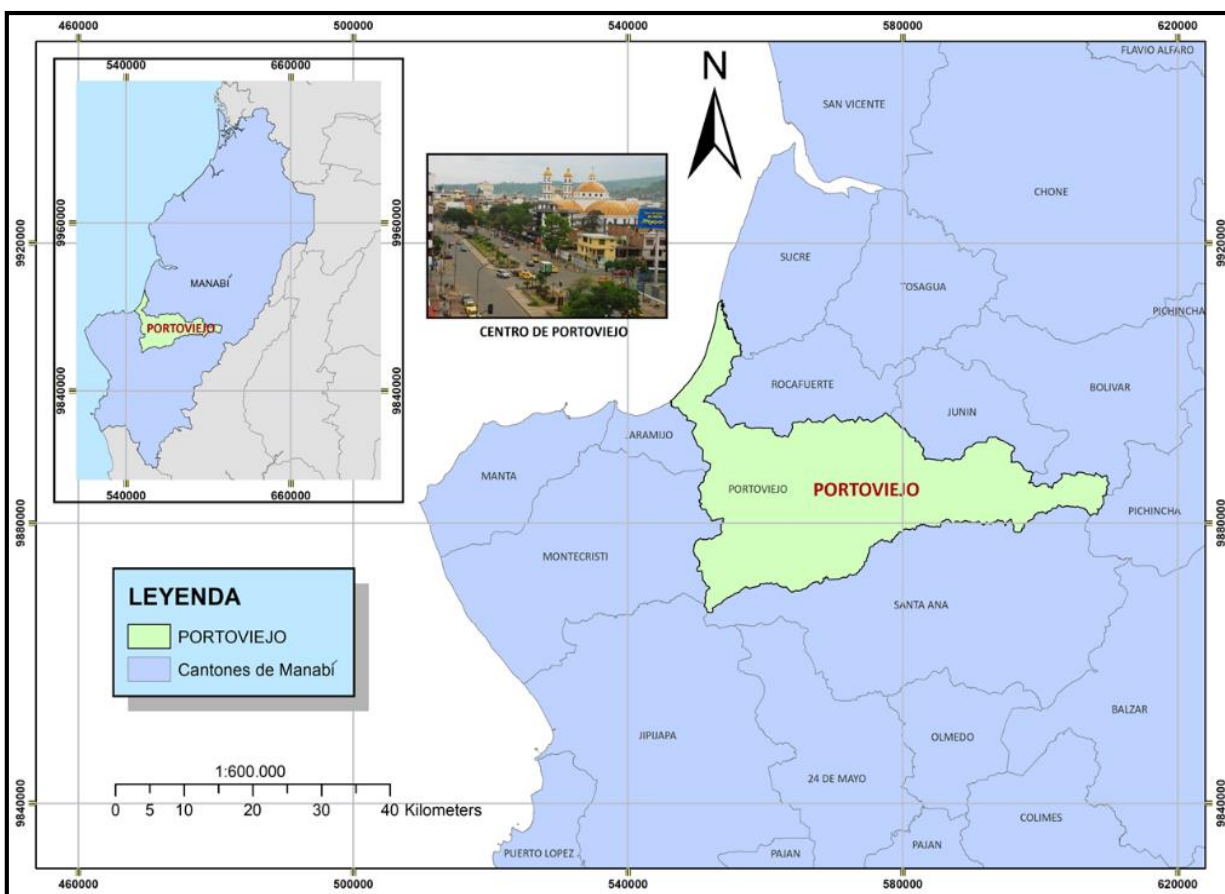 460000
500000
540000
580000
620000
540000
660000
9960000
9960000
MANABÍ
PORTOVIEJO
9840000
9840000
540000
660000
N
CENTRO DE PORTOVIEJO
FLAVIO ALFARO
SAN VICENTE
CHONE
9920000
9920000
SUCRE
TOSAGUA
PICHINCHA
ROCAFUERTE
BOLIVAR
JUNIN
JARAMIJO
MANTA
PORTOVIEJO
PORTOVIEJO
PICHINCHA
9880000
9880000
MONTECRISTI
SANTA ANA
LEYENDA
PORTOVIEJO
Cantones de Manabí
BALZAR
JIPIJAPA
OLMEDO
24 DE MAYO
1:600.000
0 5 10 20 30 40 Kilometers
9840000
9840000
COLIMES
PUERTO LOPEZ
PAJAN
PAJAN
460000
500000
540000
580000
620000